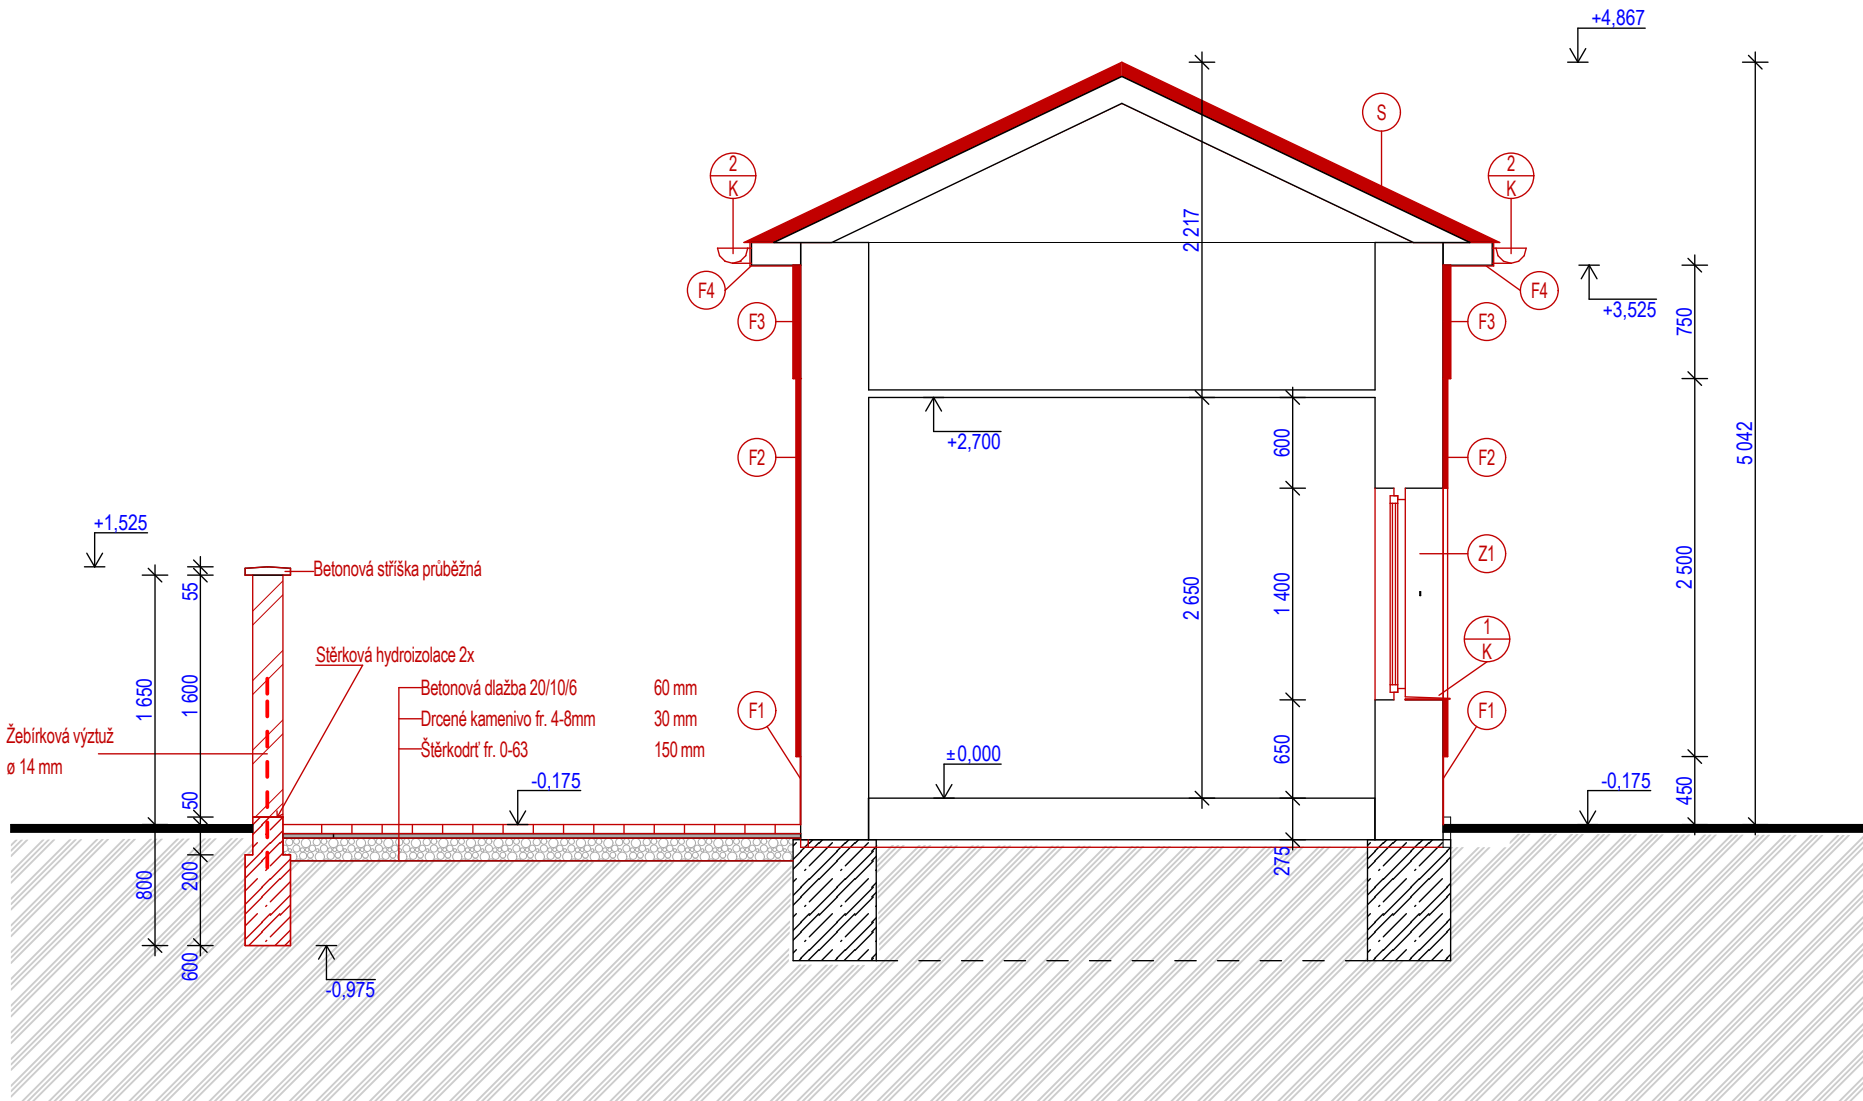 +4,867
S
2
K
2
K
2 217
F4
F4
F3
F3
+3,525
750
+2,700
600
F2
F2
5 042
+1,525
Z1
Betonová stříška průběžná
55
2 500
1 400
2 650
1
K
Stěrková hydroizolace 2x
Betonová dlažba 20/10/6 60 mm
Drcené kamenivo fr. 4-8mm 30 mm
Štěrkodrť fr. 0-63 150 mm
1 650
1 600
F1
F1
Žebírková výztuž
ø 14 mm
±0,000
650
-0,175
-0,175
450
50
275
800
200
600
-0,975